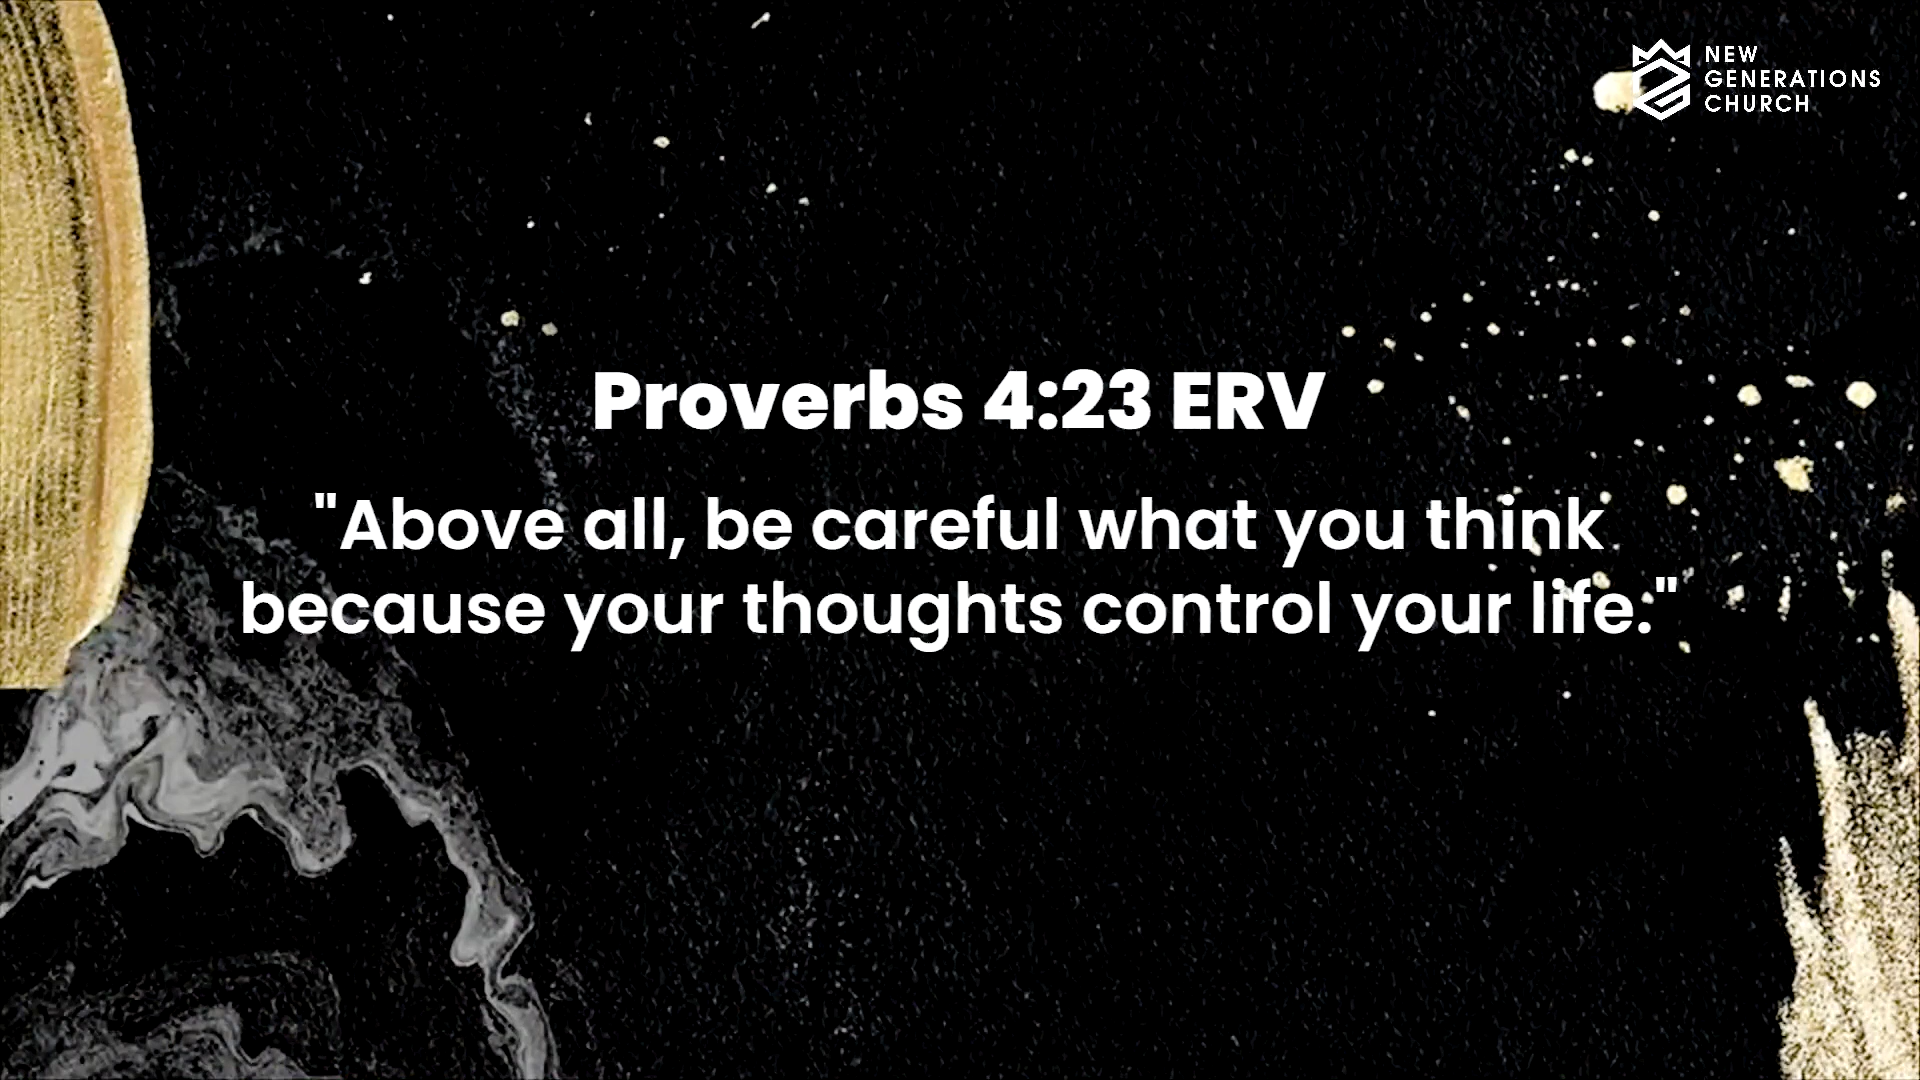 NEW
GENERATIONS
CHURCH
Proverbs 4:23 ERV
"Above all, be careful what you think
because your thoughts control your life."